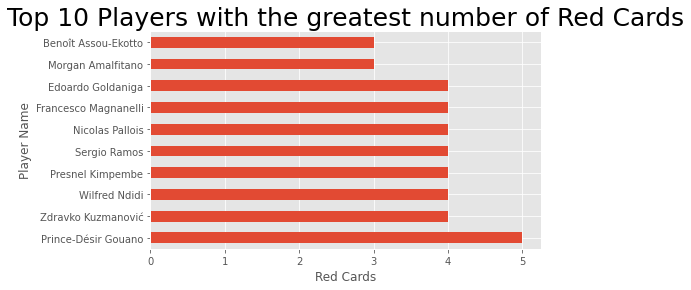 Top 10 Players with the greatest number of Red Cards
Benoît Assou-Ekotto
Morgan Amalfitano
Edoardo Goldaniga
Francesco Magnanelli
Nicolas Pallois
Sergio Ramos
Presnel Kimpembe
Wilfred Ndidi
Zdravko Kuzmanović
Prince-Désir Gouano
Player Name
0 1 2 3 4 5
Red Cards